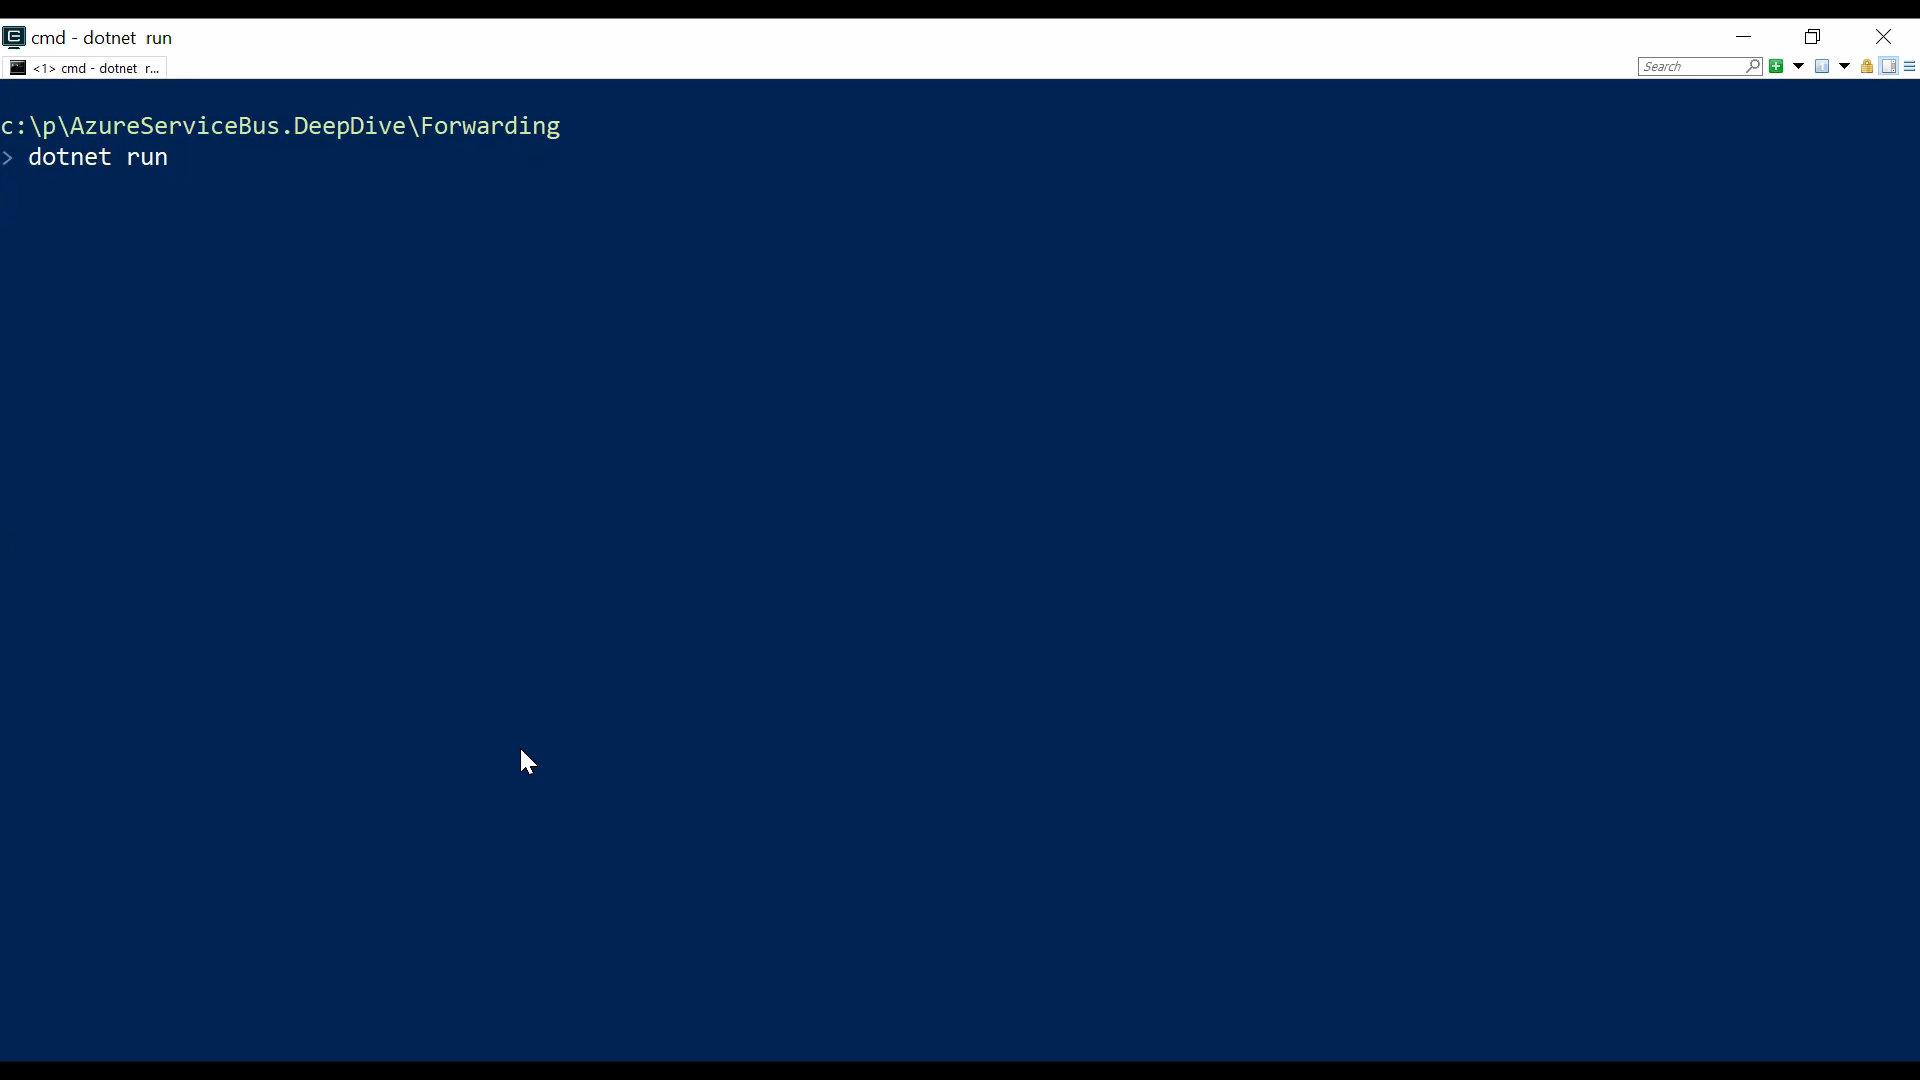 cmd - dotnet  run
<1> cmd - dotnet  r...
Search
c:\p\AzureServiceBus.DeepDive\Forwarding
> dotnet run